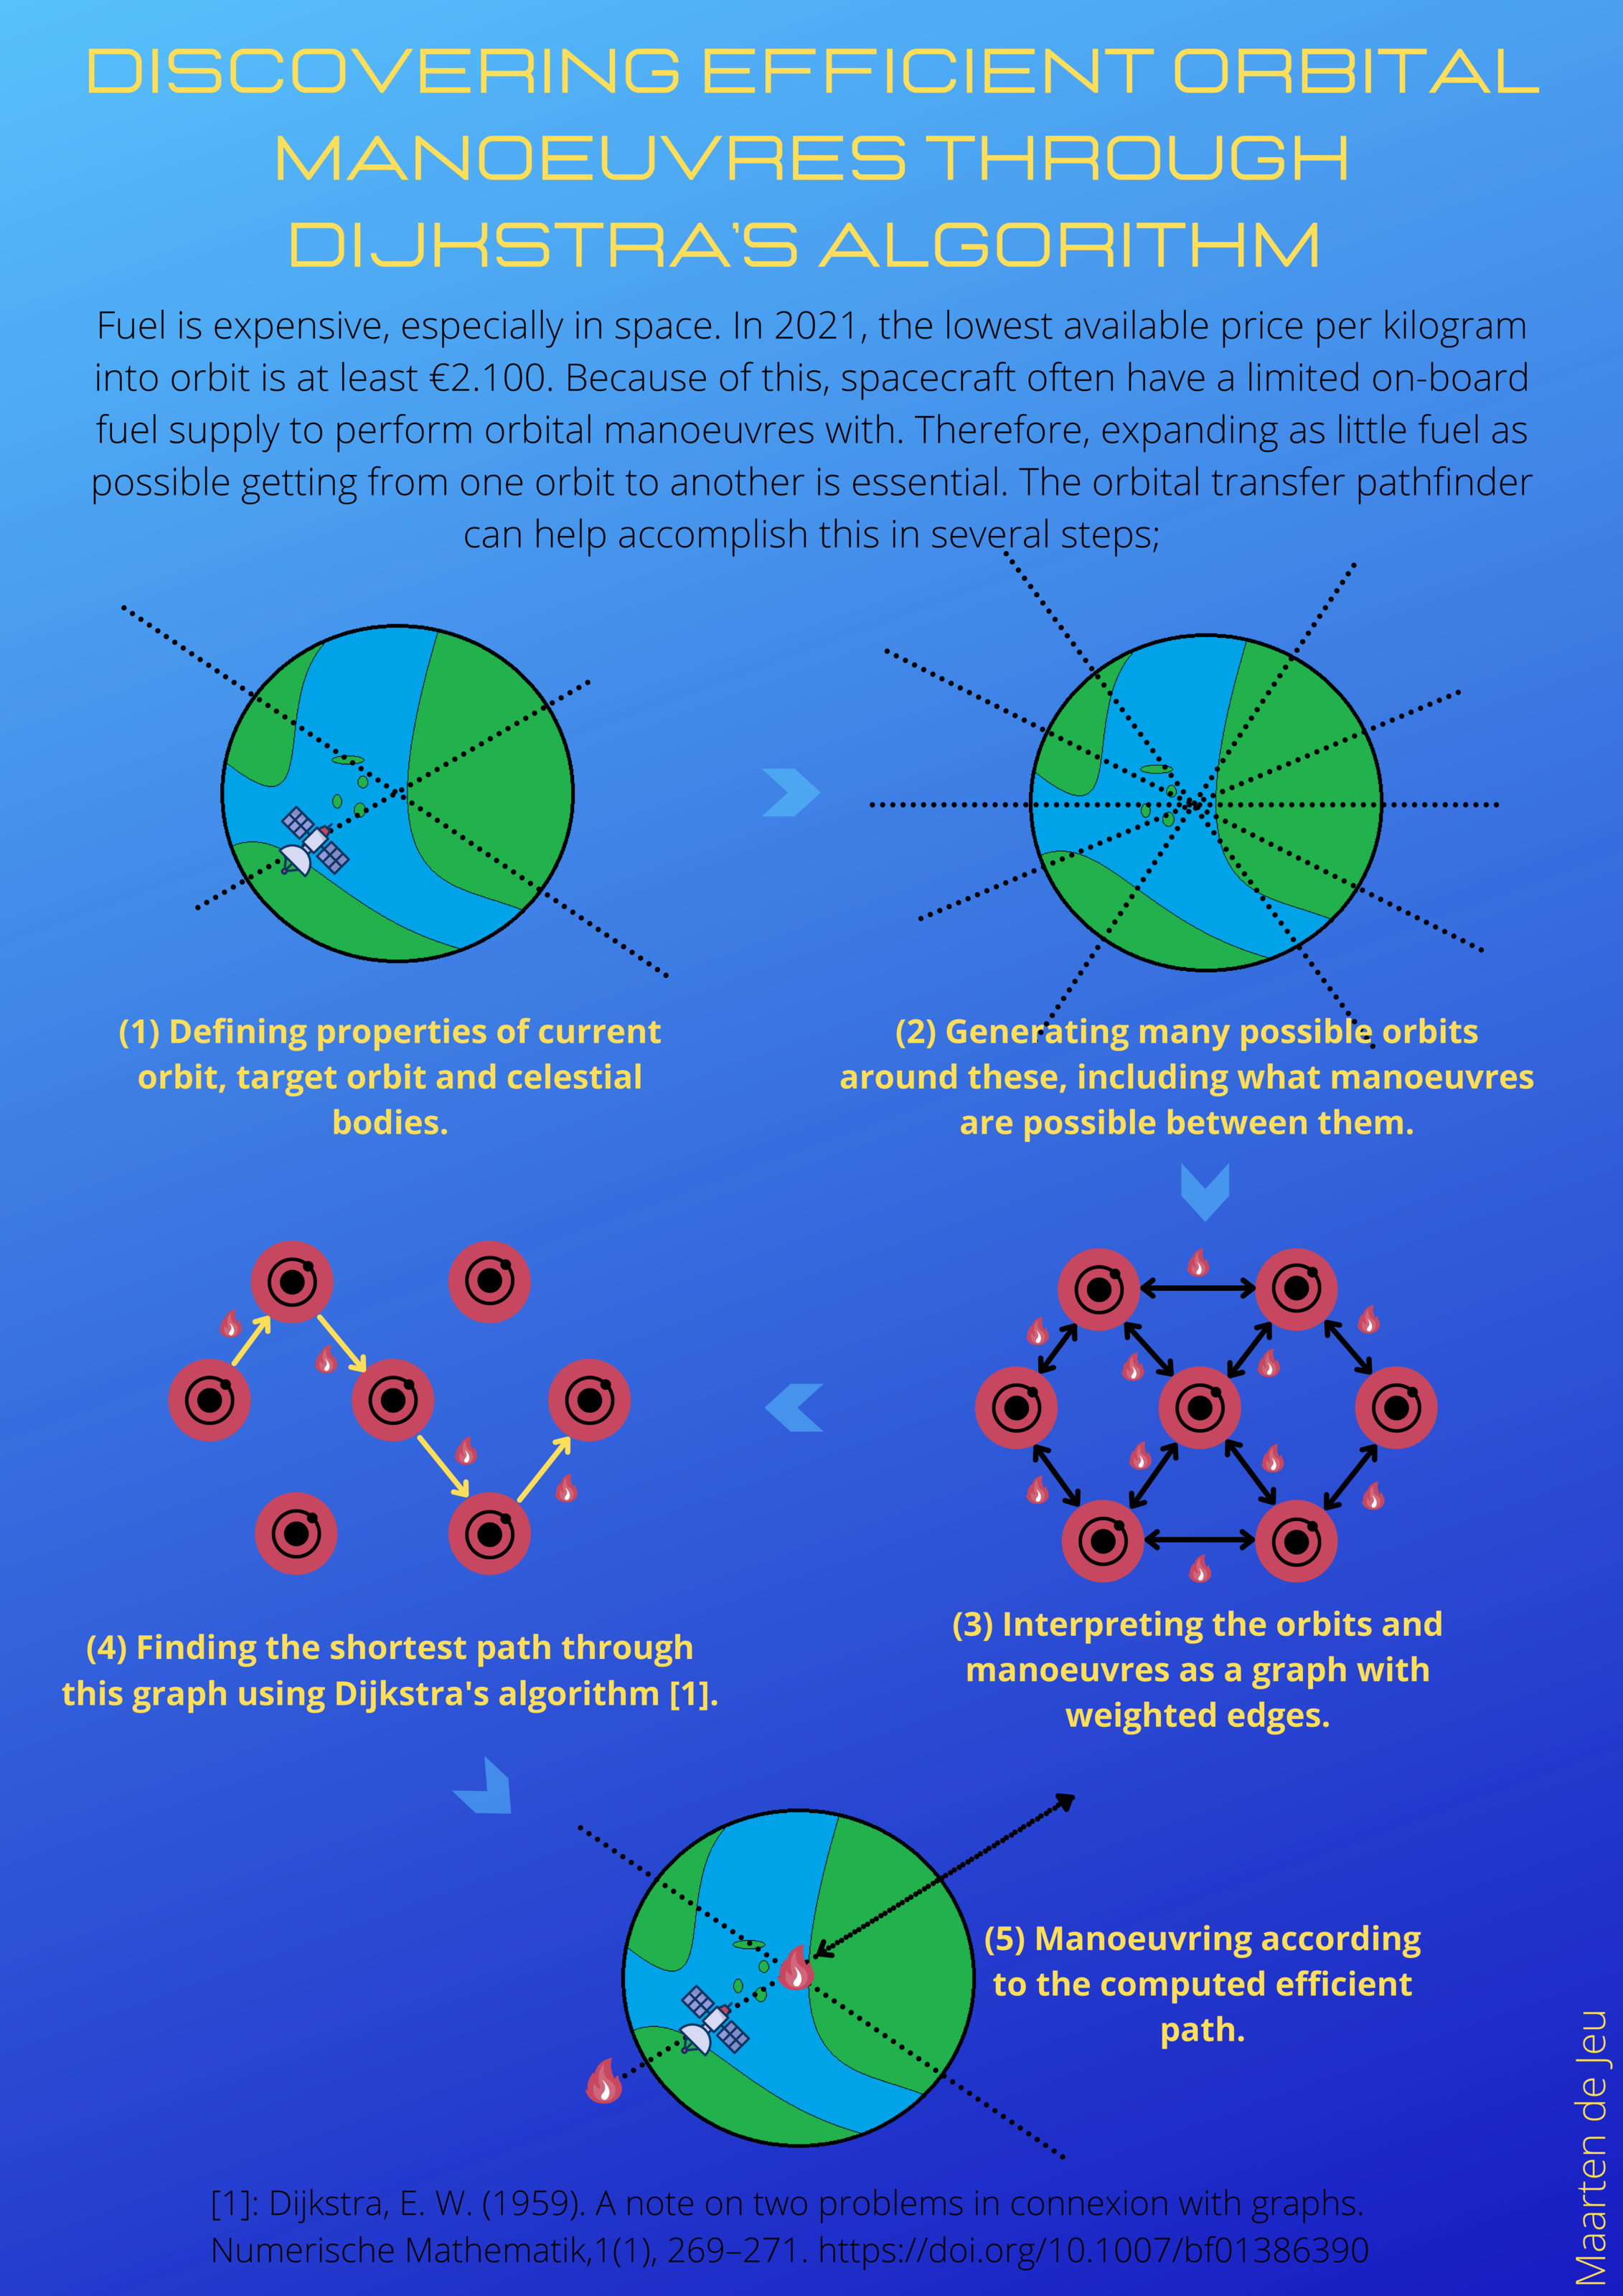 DISCOVERING EFFICIENT ORBITAL
MANOEUVRES THROUGH
DIJKSTRA'S ALGORITHM
Fuel is expensive, especially in space. In 2021, the lowest available price per kilogram
into orbit is at least €2.100. Because of this, spacecraft often have a limited on-board
fuel supply to perform orbital manoeuvres with. Therefore, expanding as little fuel as
possible getting from one orbit to another is essential. The orbital transfer pathfinder
can help accomplish this in several steps;
(1) Defining properties of current
orbit, target orbit and celestial
bodies.
(2) Generating many possible orbits
around these, including what manoeuvres
are possible between them.
(3) Interpreting the orbits and
manoeuvres as a graph with
weighted edges.
(4) Finding the shortest path through
this graph using Dijkstra's algorithm [1].
(5) Manoeuvring according
to the computed efficient
path.
[1]: Dijkstra, E. W. (1959). A note on two problems in connexion with graphs.
Numerische Mathematik,1(1), 269–271. https://doi.org/10.1007/bf01386390
Maarten de Jeu